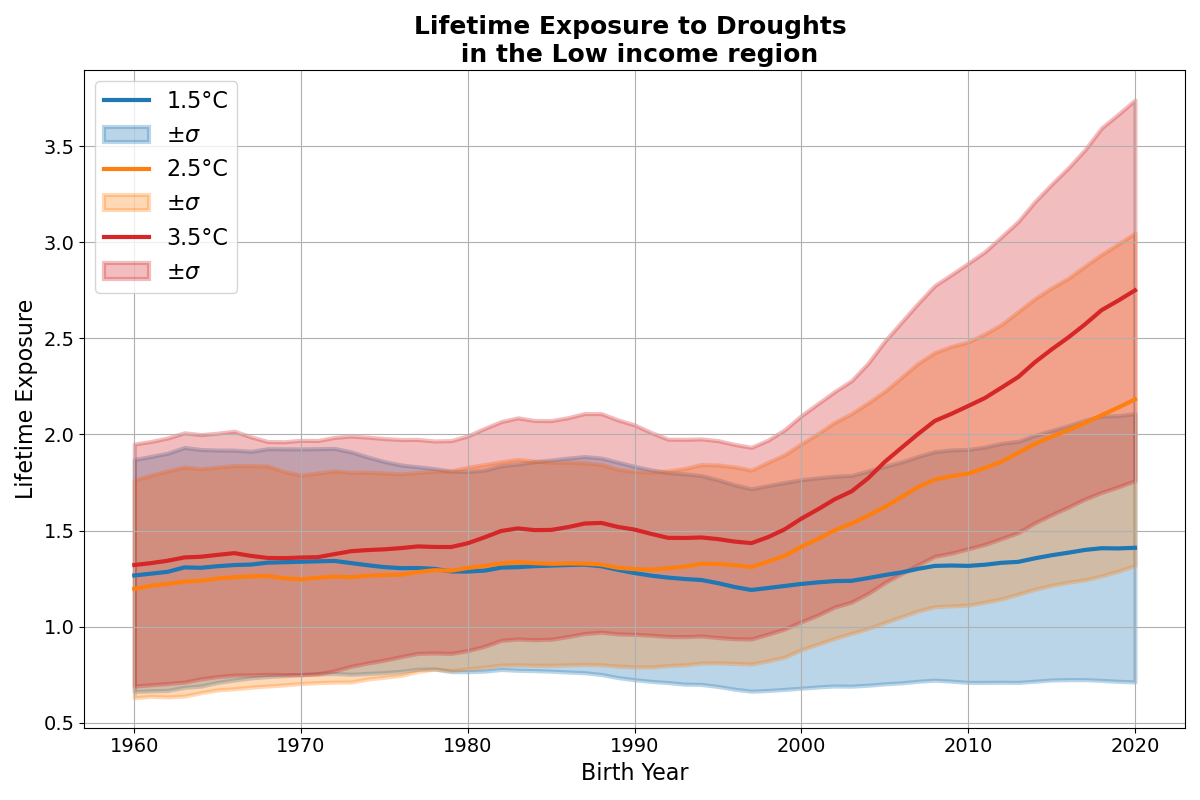 Lifetime Exposure to Droughts
in the Low income region
1.5°C
±σ
2.5°C
±σ
3.5°C
±σ
Lifetime Exposure
3.5
3.0
2.5
2.0
1.5
1.0
0.5
1960 1970 1980 1990 2000 2010 2020
Birth Year